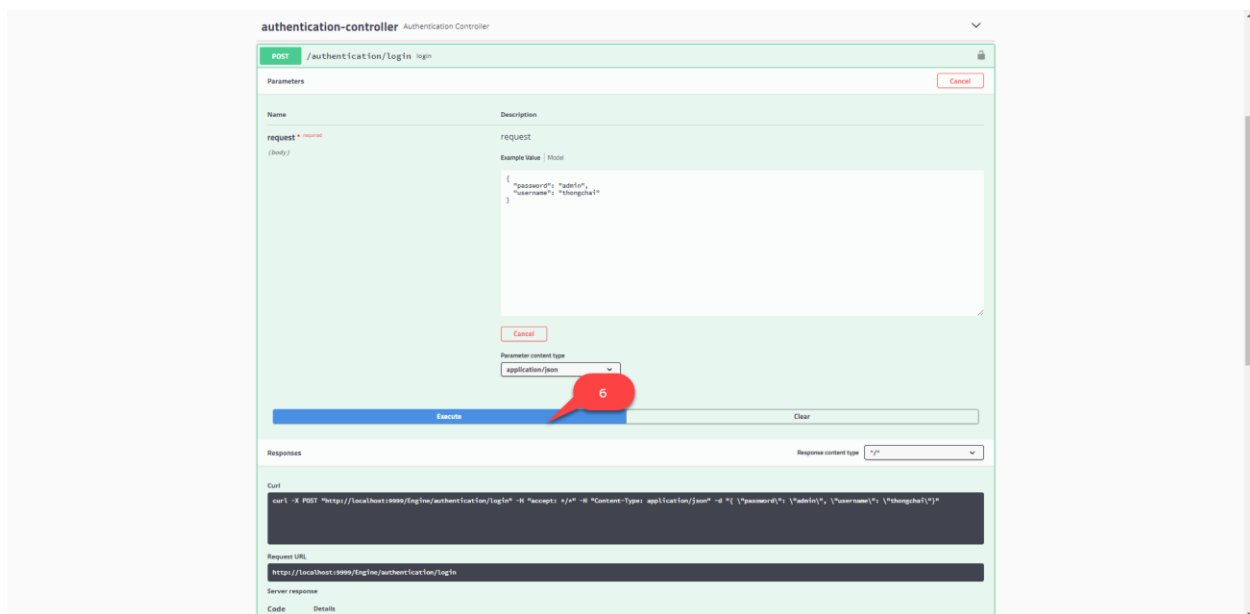 authentication-controller Authentication Controller
POST /authentication/login login
Parameters
Cancel
Name Description
request * required
(body)
request
Example Value | Model
{
"password": "admin",
"username": "thongchai"
}
Cancel
Parameter content type
application/json
6
Execute Clear
Responses Response content type */*
Curl
curl -X POST "http://localhost:9999/Engine/authentication/login" -H "accept: */*" -H "Content-Type: application/json" -d "{ \"password\": \"admin\", \"username\": \"thongchai\"}"
Request URL
http://localhost:9999/Engine/authentication/login
Server response
Code Details